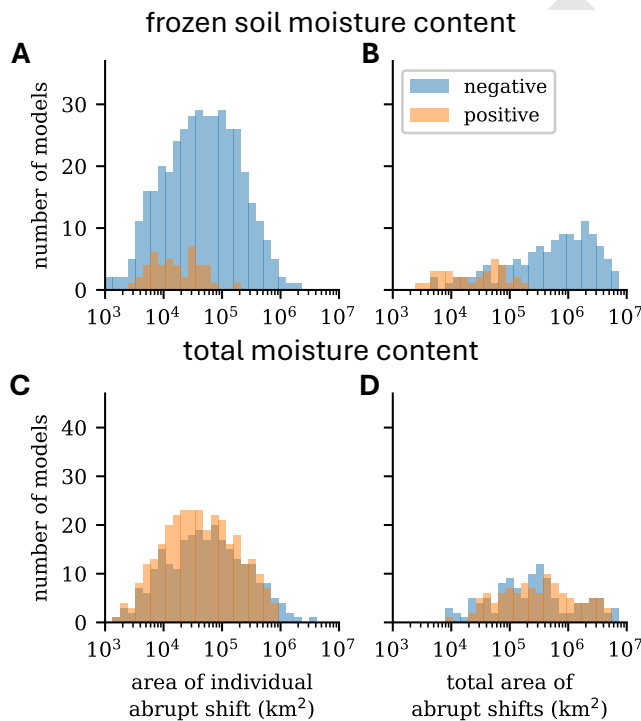 frozen soil moisture content
A
B
number of models
30
20
10
0
10³ 10⁴ 10⁵ 10⁶ 10⁷
negative
positive
10³ 10⁴ 10⁵ 10⁶ 10⁷
total moisture content
C
D
number of models
40
30
20
10
0
10³ 10⁴ 10⁵ 10⁶ 10⁷
area of individual
abrupt shift (km²)
10³ 10⁴ 10⁵ 10⁶ 10⁷
total area of
abrupt shifts (km²)